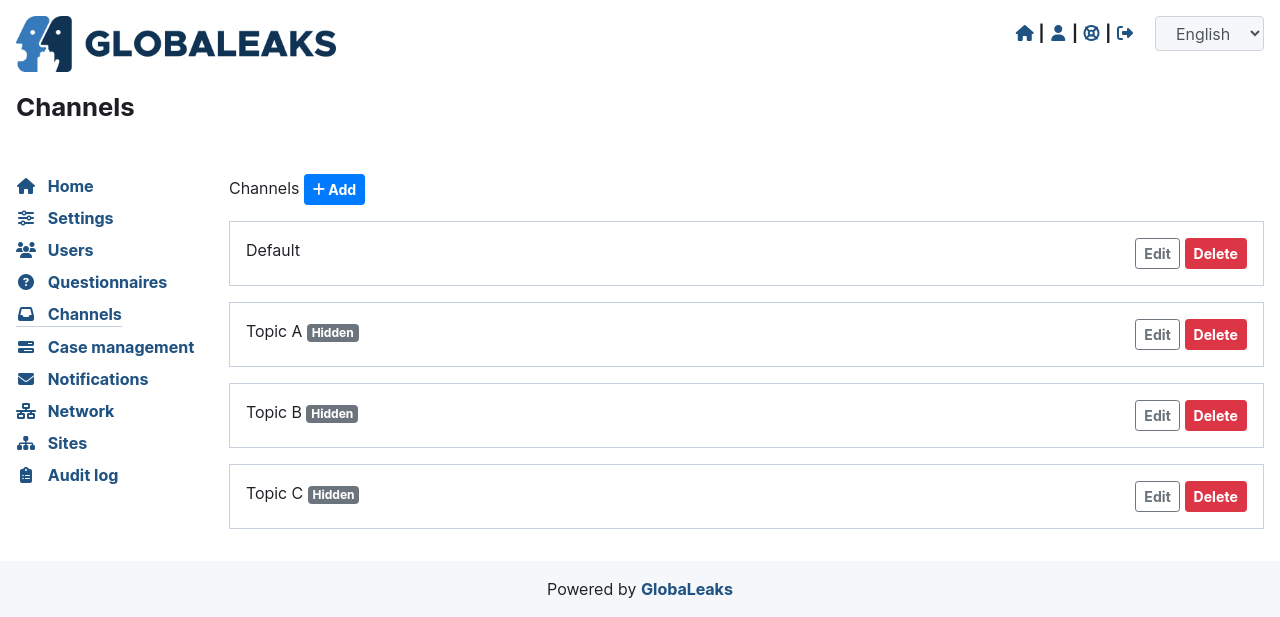 GLOBALEAKS
| | | English
Channels
Home
Settings
Users
Questionnaires
Channels
Case management
Notifications
Network
Sites
Audit log
Channels + Add
Default Edit Delete
Topic A Hidden Edit Delete
Topic B Hidden Edit Delete
Topic C Hidden Edit Delete
Powered by GlobaLeaks